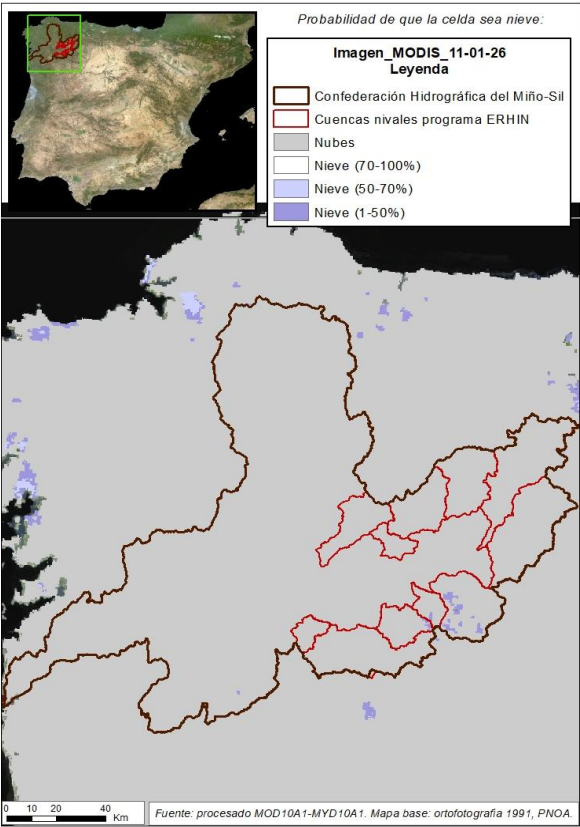 Probabilidad de que la celda sea nieve:
Imagen_MODIS_11-01-26
Leyenda
Confederación Hidrográfica del Miño-Sil
Cuencas nivales programa ERHIN
Nubes
Nieve (70-100%)
Nieve (50-70%)
Nieve (1-50%)
0 10 20 40
Km
Fuente: procesado MOD10A1-MYD10A1. Mapa base: ortofotografia 1991, PNOA.